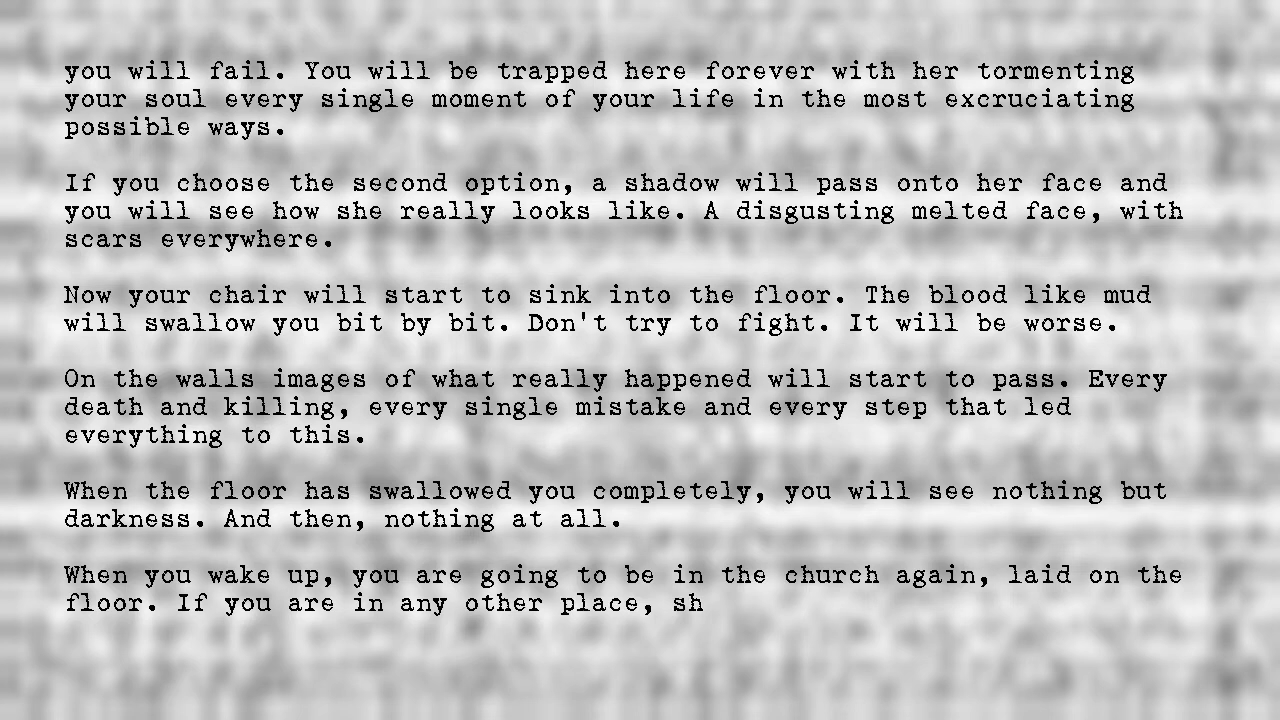 you will fail. You will be trapped here forever with her tormenting
your soul every single moment of your life in the most excruciating
possible ways.
If you choose the second option, a shadow will pass onto her face and
you will see how she really looks like. A disgusting melted face, with
scars everywhere.
Now your chair will start to sink into the floor. The blood like mud
will swallow you bit by bit. Don't try to fight. It will be worse.
On the walls images of what really happened will start to pass. Every
death and killing, every single mistake and every step that led
everything to this.
When the floor has swallowed you completely, you will see nothing but
darkness. And then, nothing at all.
When you wake up, you are going to be in the church again, laid on the
floor. If you are in any other place, sh